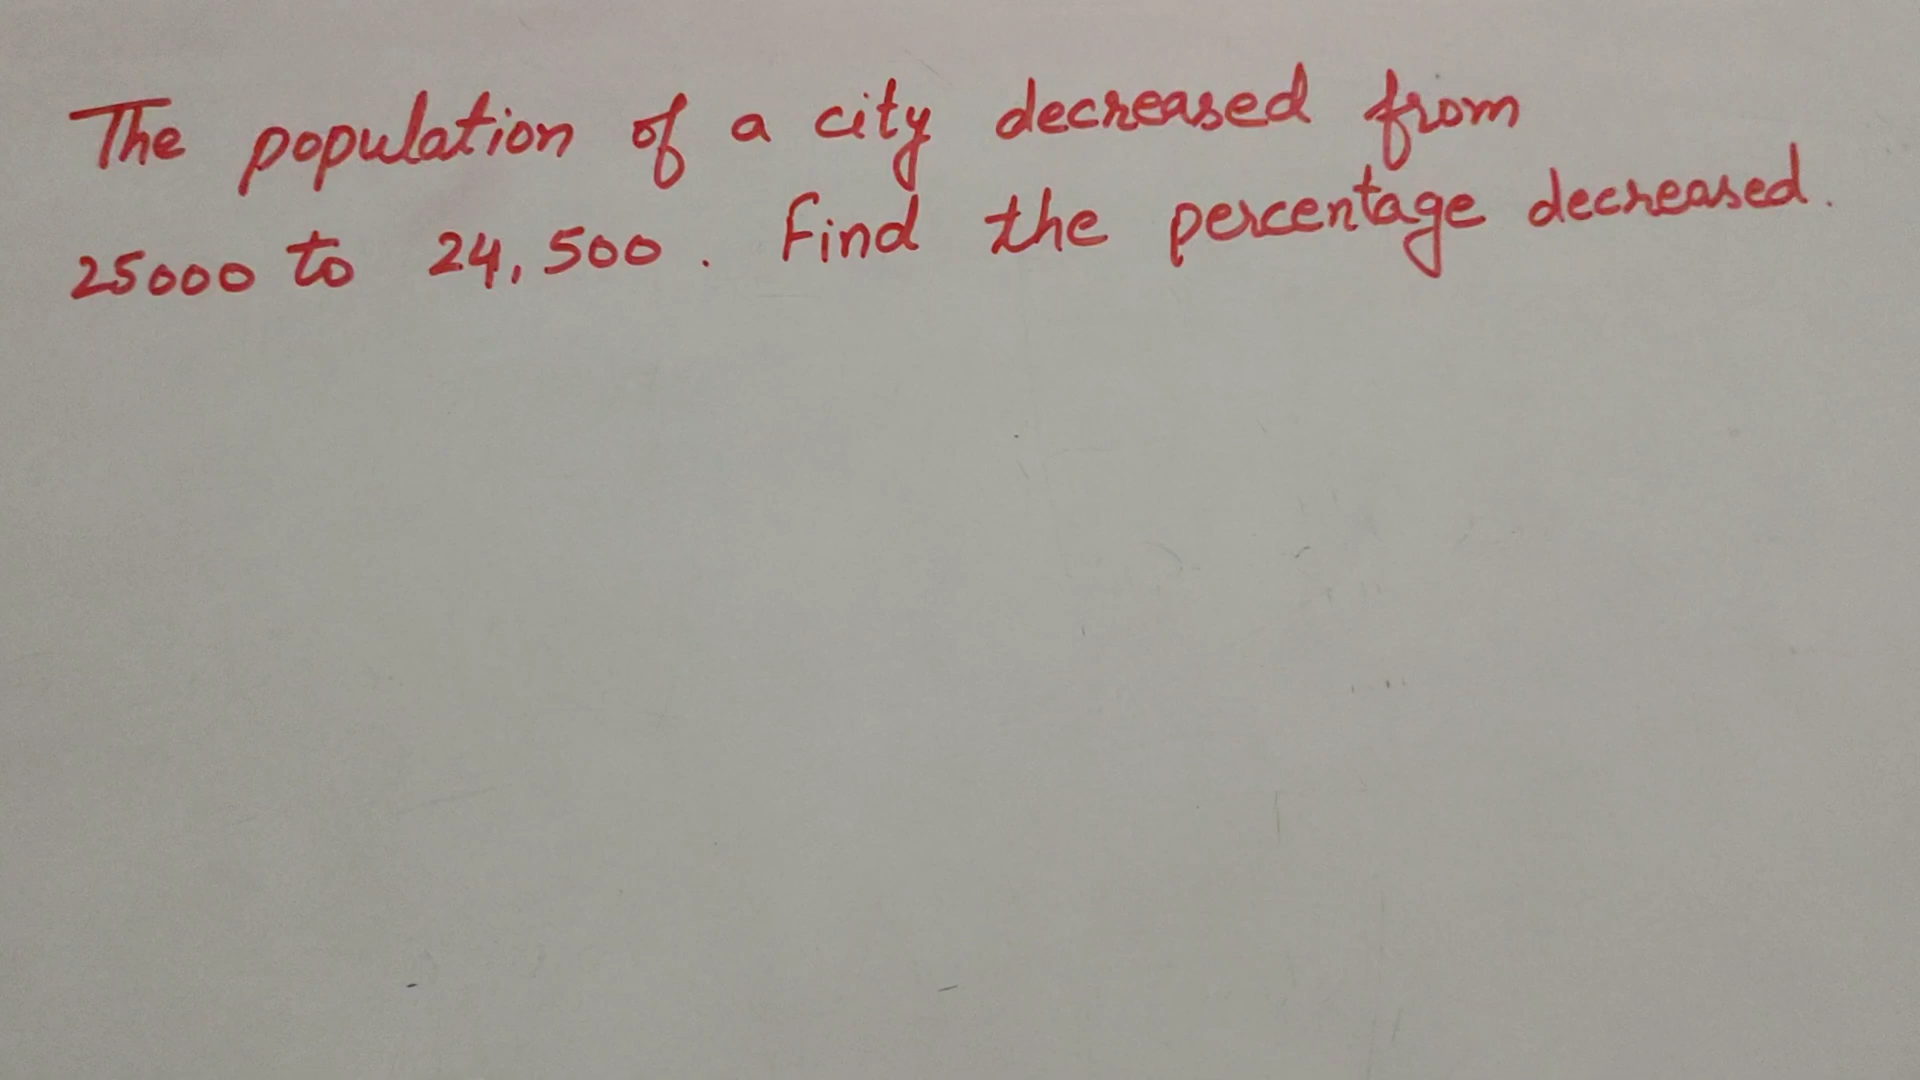 The population of a city decreased from
25000 to 24,500. Find the percentage decreased.